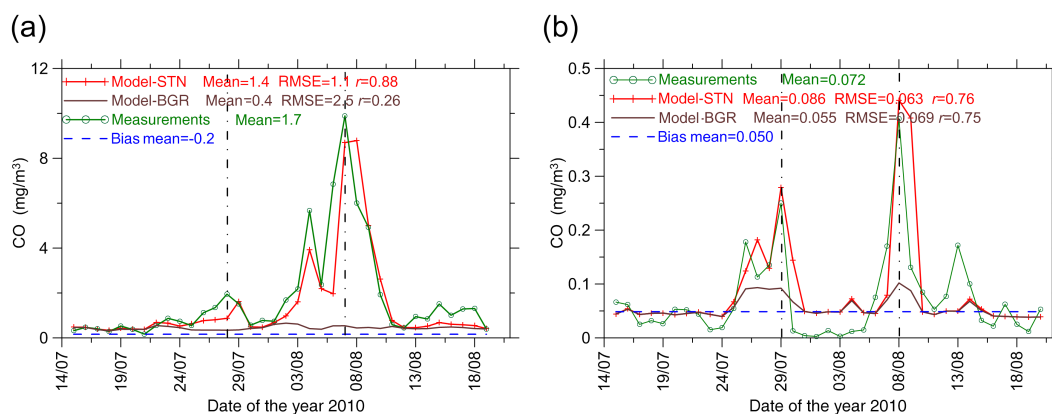 (a)
12
8
4
0
CO (mg/m³)
Model-STN Mean=1.4 RMSE=1.1 r=0.88
Model-BGR Mean=0.4 RMSE=2.5 r=0.26
Measurements Mean=1.7
Bias mean=-0.2
14/07
19/07
24/07
29/07
03/08
08/08
13/08
18/08
Date of the year 2010
(b)
0.5
0.4
0.3
0.2
0.1
0
CO (mg/m³)
Measurements Mean=0.072
Model-STN Mean=0.086 RMSE=0.063 r=0.76
Model-BGR Mean=0.055 RMSE=0.069 r=0.75
Bias mean=0.050
14/07
19/07
24/07
29/07
03/08
08/08
13/08
18/08
Date of the year 2010